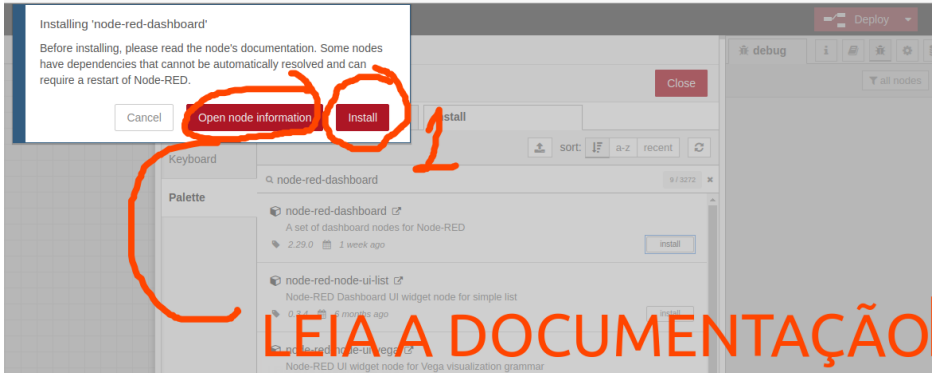 Installing 'node-red-dashboard'
Before installing, please read the node's documentation. Some nodes
have dependencies that cannot be automatically resolved and can
require a restart of Node-RED.
Cancel
Open node information
Install
1
Deploy
debug
i
all nodes
Close
Install
sort:
a-z
recent
Keyboard
Palette
node-red-dashboard
9 / 3272
node-red-dashboard
A set of dashboard nodes for Node-RED
2.29.0
1 week ago
install
node-red-node-ui-list
Node-RED Dashboard UI widget node for simple list
0.3.4
6 months ago
install
LEIA A DOCUMENTAÇÃO
node-red-node-ui-vega
Node-RED UI widget node for Vega visualization grammar